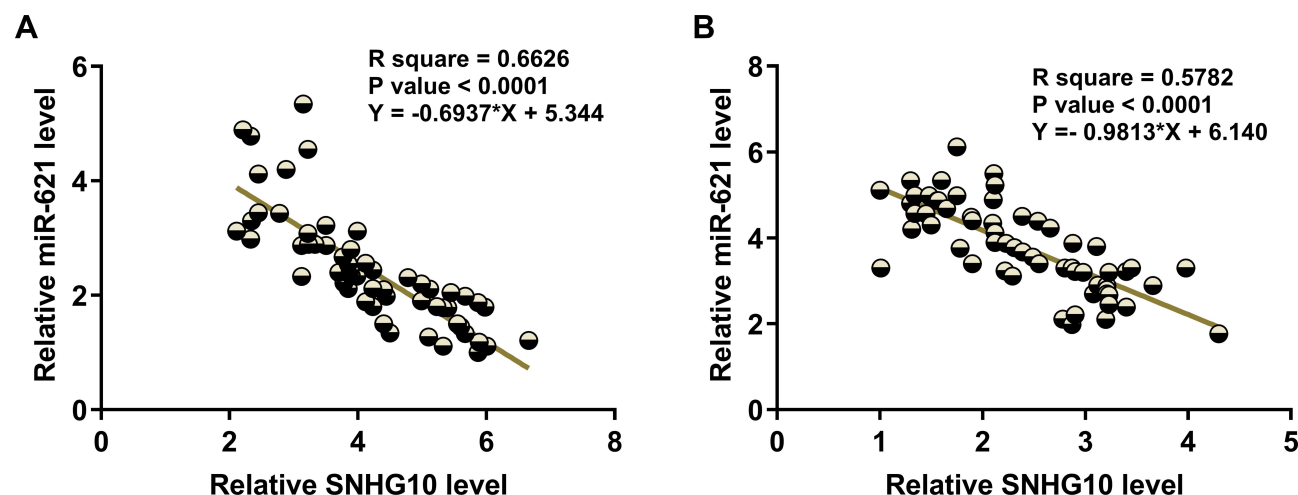 A
R square = 0.6626
P value < 0.0001
Y = -0.6937*X + 5.344
Relative miR-621 level
6
4
2
0
0 2 4 6 8
Relative SNHG10 level
B
R square = 0.5782
P value < 0.0001
Y =- 0.9813*X + 6.140
Relative miR-621 level
8
6
4
2
0
0 1 2 3 4 5
Relative SNHG10 level